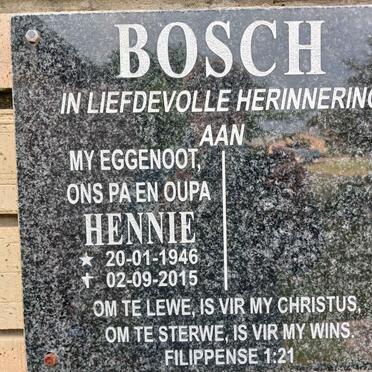 BOSCH
IN LIEFDEVOLLE HERINNERING
AAN
MY EGGENOOT,
ONS PA EN OUPA
HENNIE
★ 20-01-1946
✝ 02-09-2015
OM TE LEWE, IS VIR MY CHRISTUS,
OM TE STERWE, IS VIR MY WINS.
FILIPPENSE 1:21